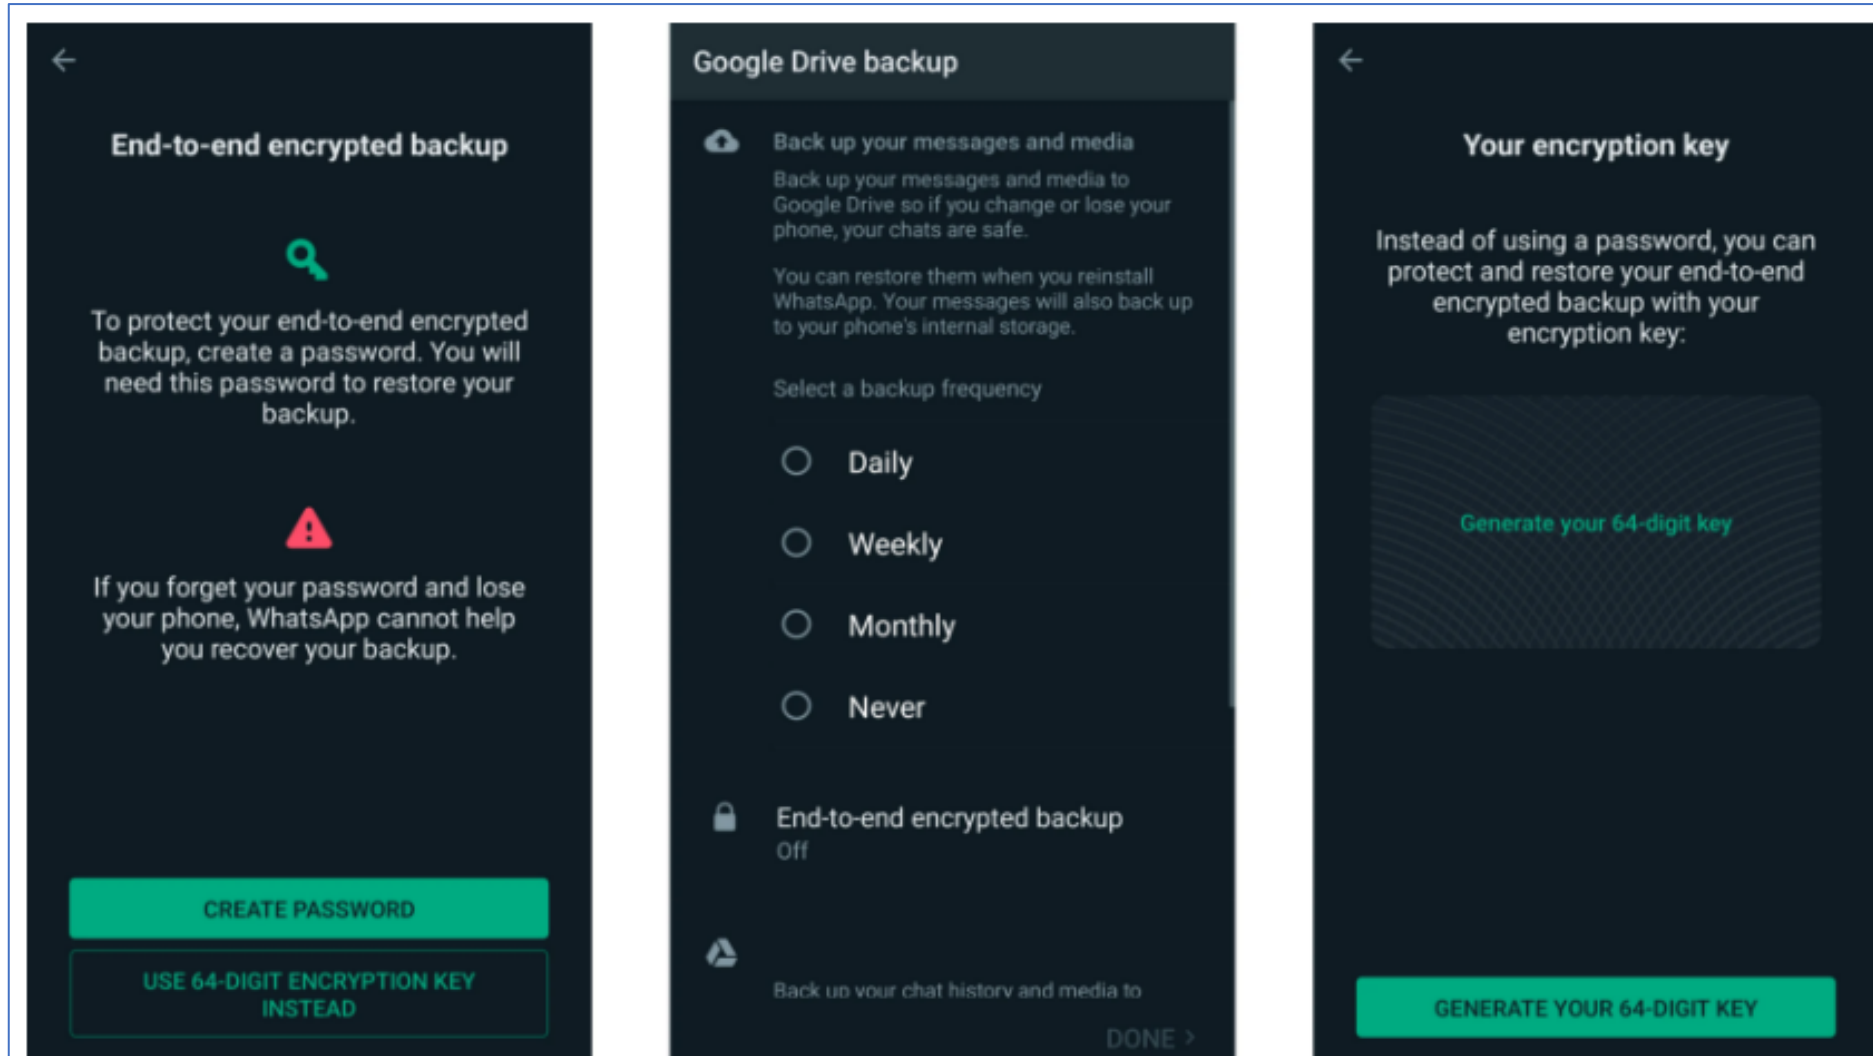 End-to-end encrypted backup
To protect your end-to-end encrypted
backup, create a password. You will
need this password to restore your
backup.
If you forget your password and lose
your phone, WhatsApp cannot help
you recover your backup.
CREATE PASSWORD
USE 64-DIGIT ENCRYPTION KEY
INSTEAD
Google Drive backup
Back up your messages and media
Back up your messages and media to
Google Drive so if you change or lose your
phone, your chats are safe.
You can restore them when you reinstall
WhatsApp. Your messages will also back up
to your phone's internal storage.
Select a backup frequency
Daily
Weekly
Monthly
Never
End-to-end encrypted backup
Off
Back up your chat history and media to
DONE >
Your encryption key
Instead of using a password, you can
protect and restore your end-to-end
encrypted backup with your
encryption key:
Generate your 64-digit key
GENERATE YOUR 64-DIGIT KEY